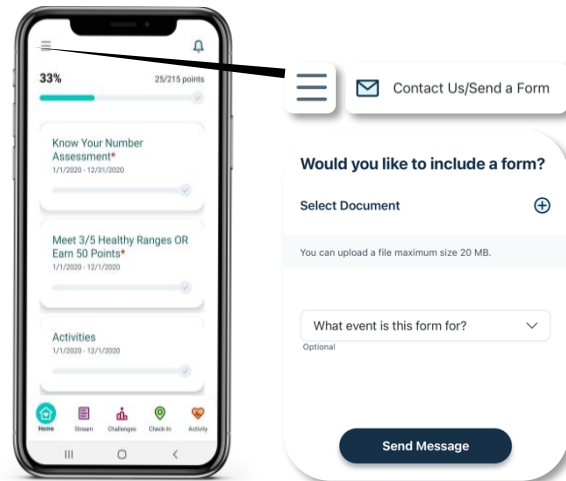 33%
25/215 points
Know Your Number
Assessment*
1/1/2020 - 12/31/2020
Meet 3/5 Healthy Ranges OR
Earn 50 Points*
1/1/2020 - 12/1/2020
Activities
1/1/2020 - 12/1/2020
Home Stream Challenges Check-In Activity
Contact Us/Send a Form
Would you like to include a form?
Select Document
You can upload a file maximum size 20 MB.
What event is this form for?
Optional
Send Message